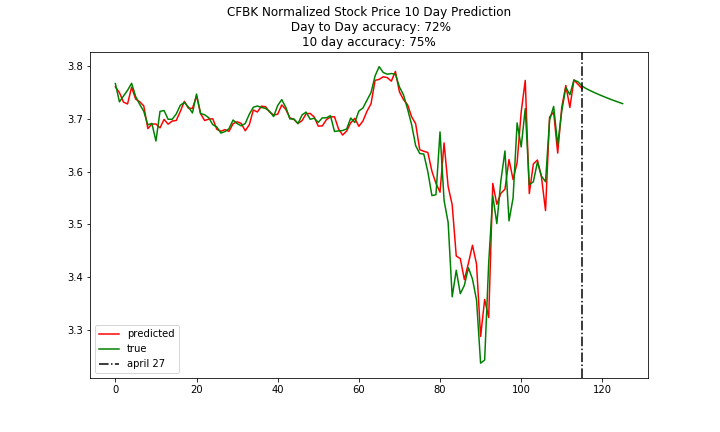 CFBK Normalized Stock Price 10 Day Prediction
Day to Day accuracy: 72%
10 day accuracy: 75%
3.8
3.7
3.6
3.5
3.4
3.3
predicted
true
april 27
0 20 40 60 80 100 120